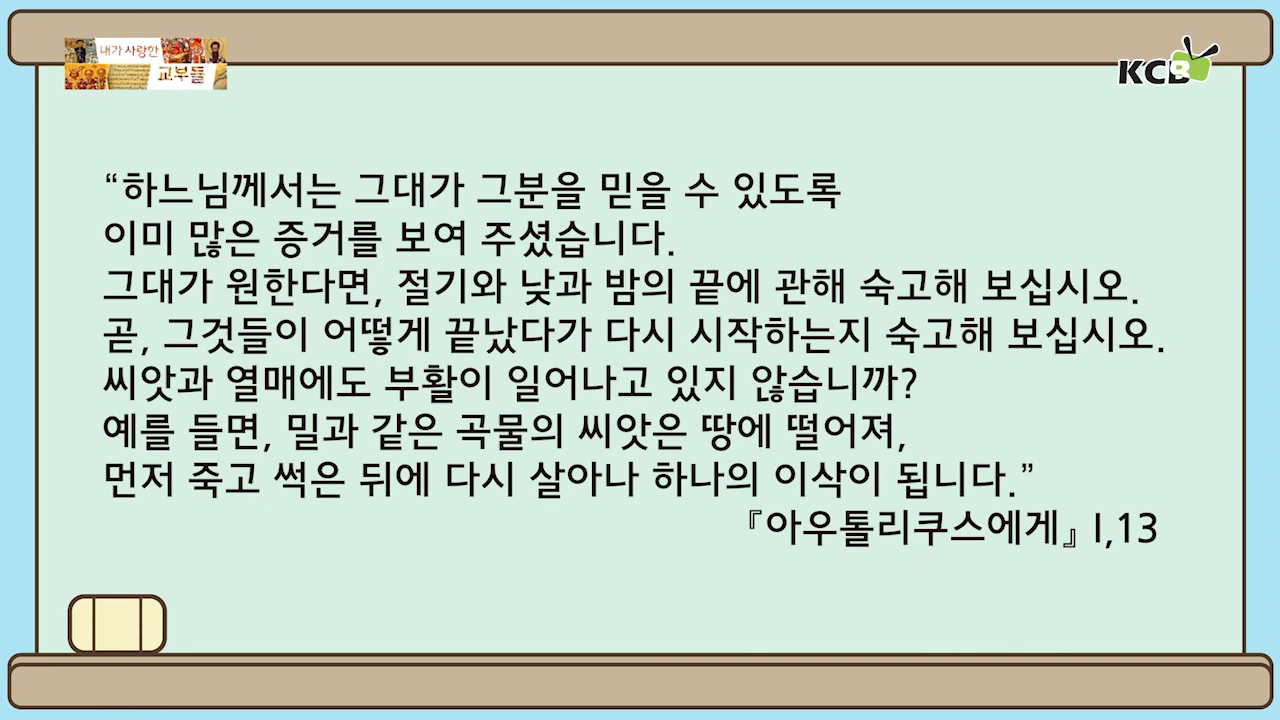 내가 사랑한
교부들
KCB
“하느님께서는 그대가 그분을 믿을 수 있도록
이미 많은 증거를 보여 주셨습니다.
그대가 원한다면, 절기와 낮과 밤의 끝에 관해 숙고해 보십시오.
곧, 그것들이 어떻게 끝났다가 다시 시작하는지 숙고해 보십시오.
씨앗과 열매에도 부활이 일어나고 있지 않습니까?
예를 들면, 밀과 같은 곡물의 씨앗은 땅에 떨어져,
먼저 죽고 썩은 뒤에 다시 살아나 하나의 이삭이 됩니다.”
『아우톨리쿠스에게』 I,13